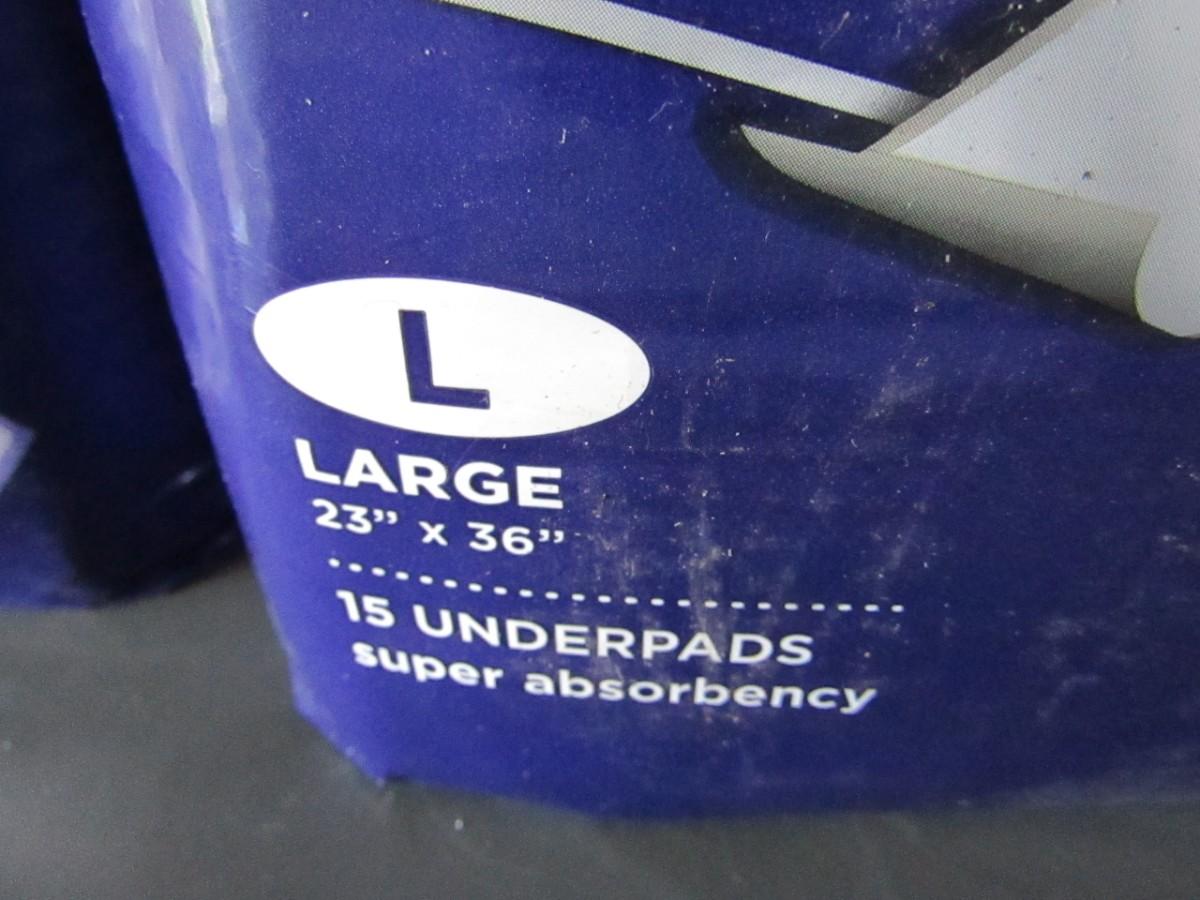 L
LARGE
23” x 36”
15 UNDERPADS
super absorbency